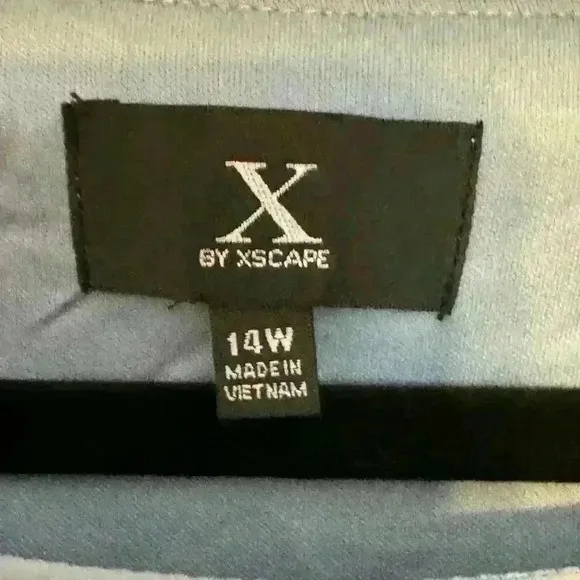 X
BY XSCAPE
14W
MADE IN
VIETNAM